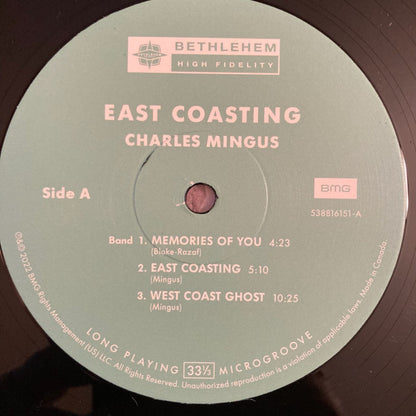 BETHLEHEM
HIGH FIDELITY
EAST COASTING
CHARLES MINGUS
Side A
BMG
538816151-A
Band 1. MEMORIES OF YOU 4:23
(Blake-Razaf)
2. EAST COASTING 5:10
(Mingus)
3. WEST COAST GHOST 10:25
(Mingus)
LONG PLAYING 33⅓ MICROGROOVE
℗&© 2022 BMG Rights Management (US) LLC. All Rights Reserved. Unauthorized reproduction is a violation of applicable laws. Made in Canada.